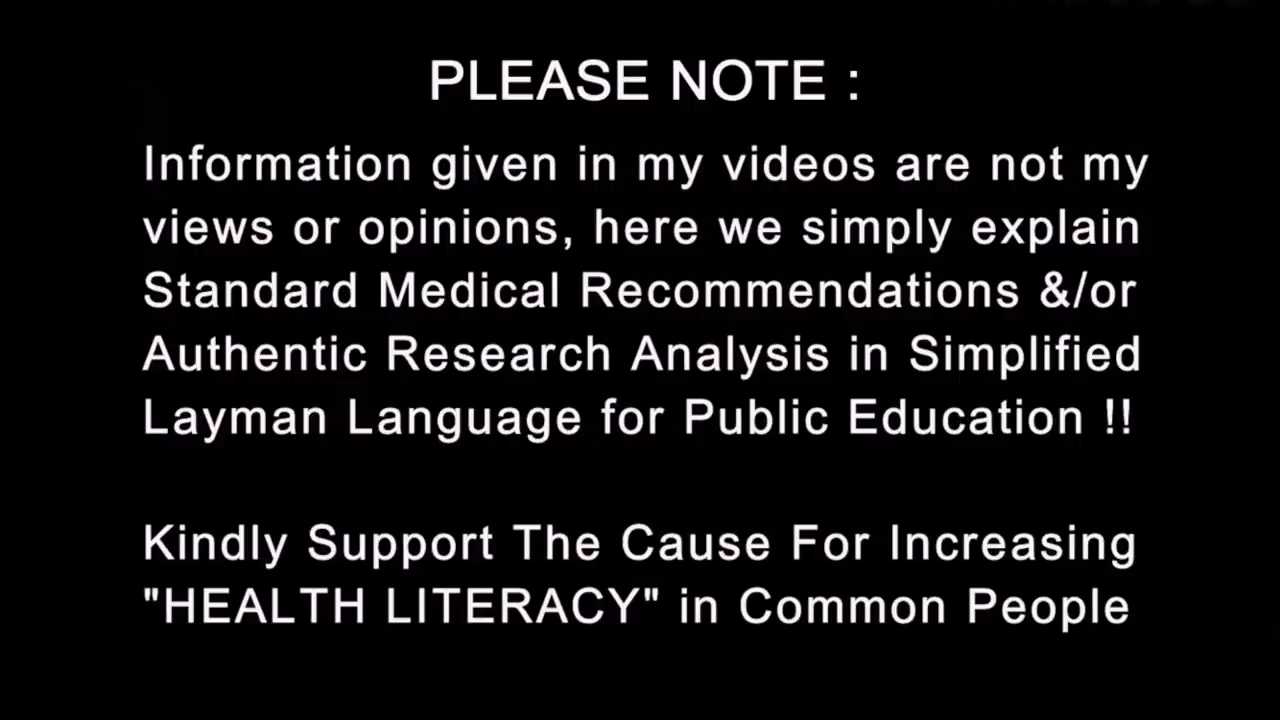 PLEASE NOTE :
Information given in my videos are not my
views or opinions, here we simply explain
Standard Medical Recommendations &/or
Authentic Research Analysis in Simplified
Layman Language for Public Education !!
Kindly Support The Cause For Increasing
"HEALTH LITERACY" in Common People